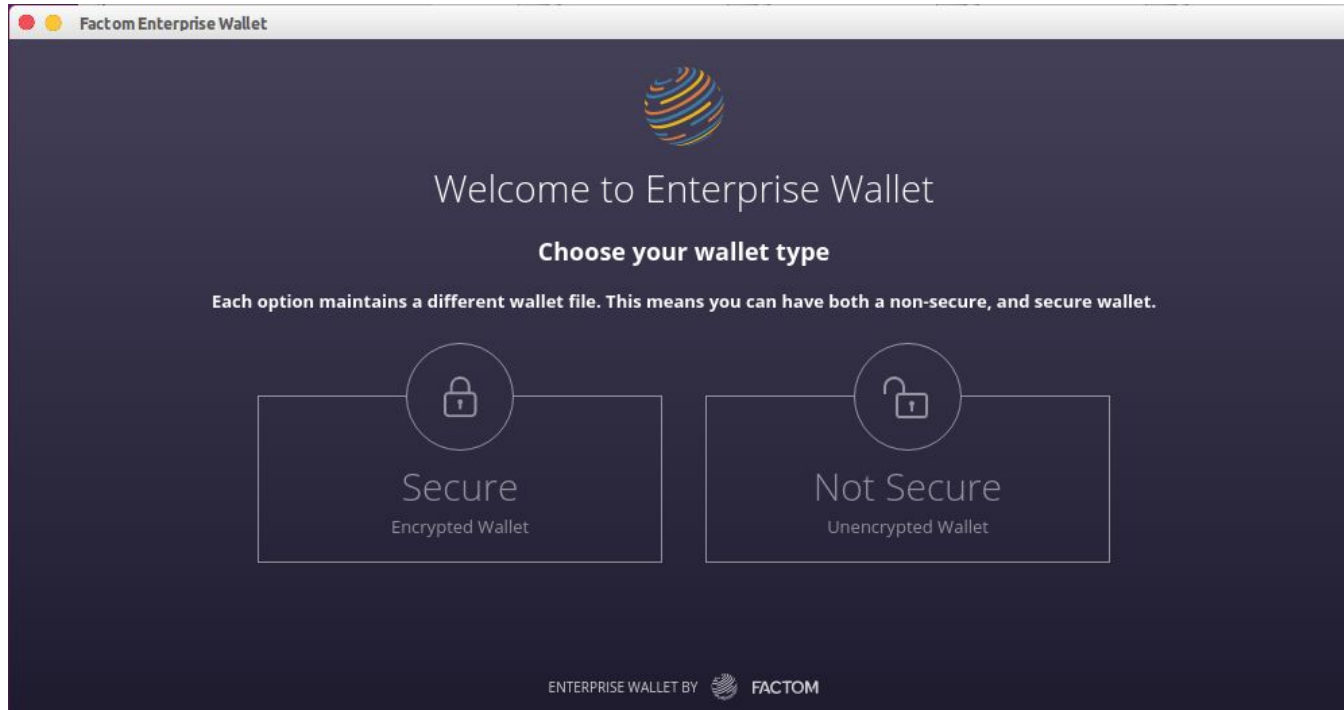 Factom Enterprise Wallet
Welcome to Enterprise Wallet
Choose your wallet type
Each option maintains a different wallet file. This means you can have both a non-secure, and secure wallet.
Secure
Encrypted Wallet
Not Secure
Unencrypted Wallet
ENTERPRISE WALLET BY FACTOM